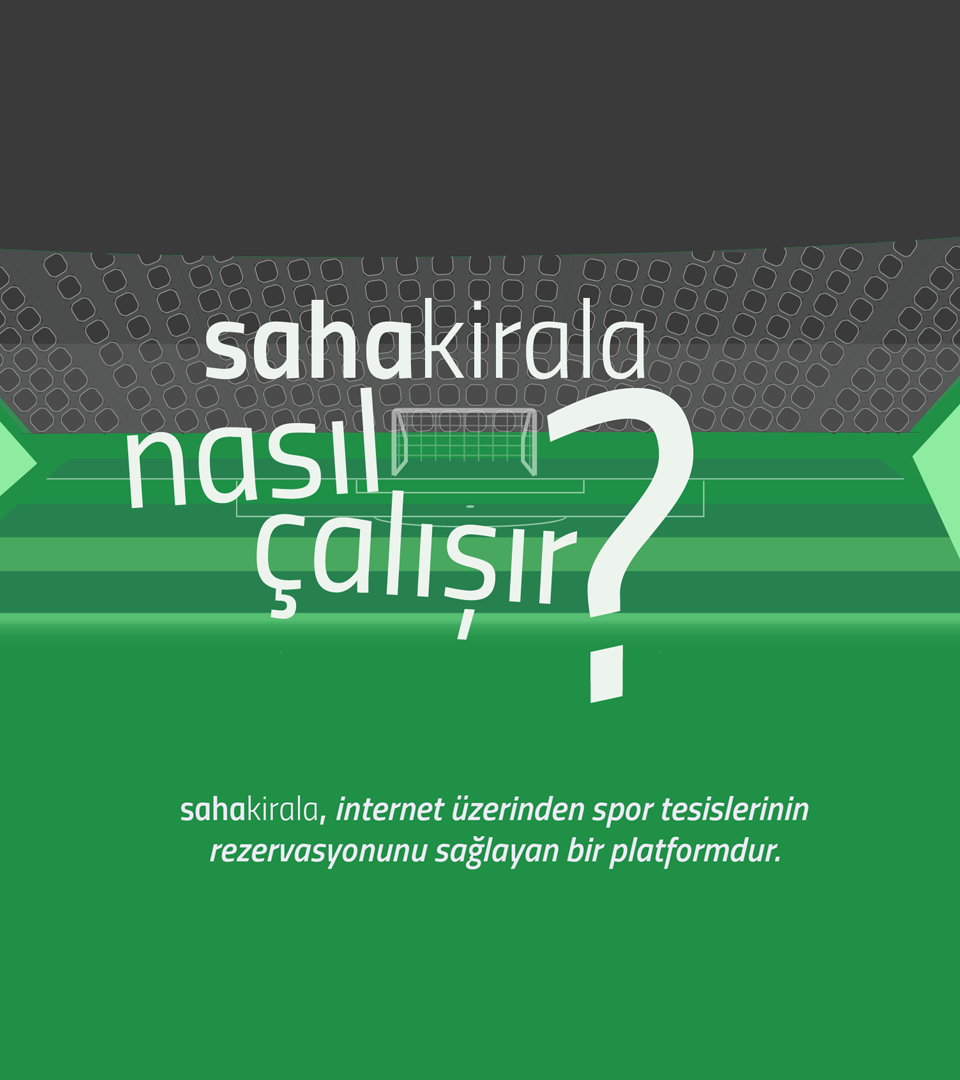 sahakirala
nasıl
çalışır?
sahakirala, internet üzerinden spor tesislerinin
rezervasyonunu sağlayan bir platformdur.